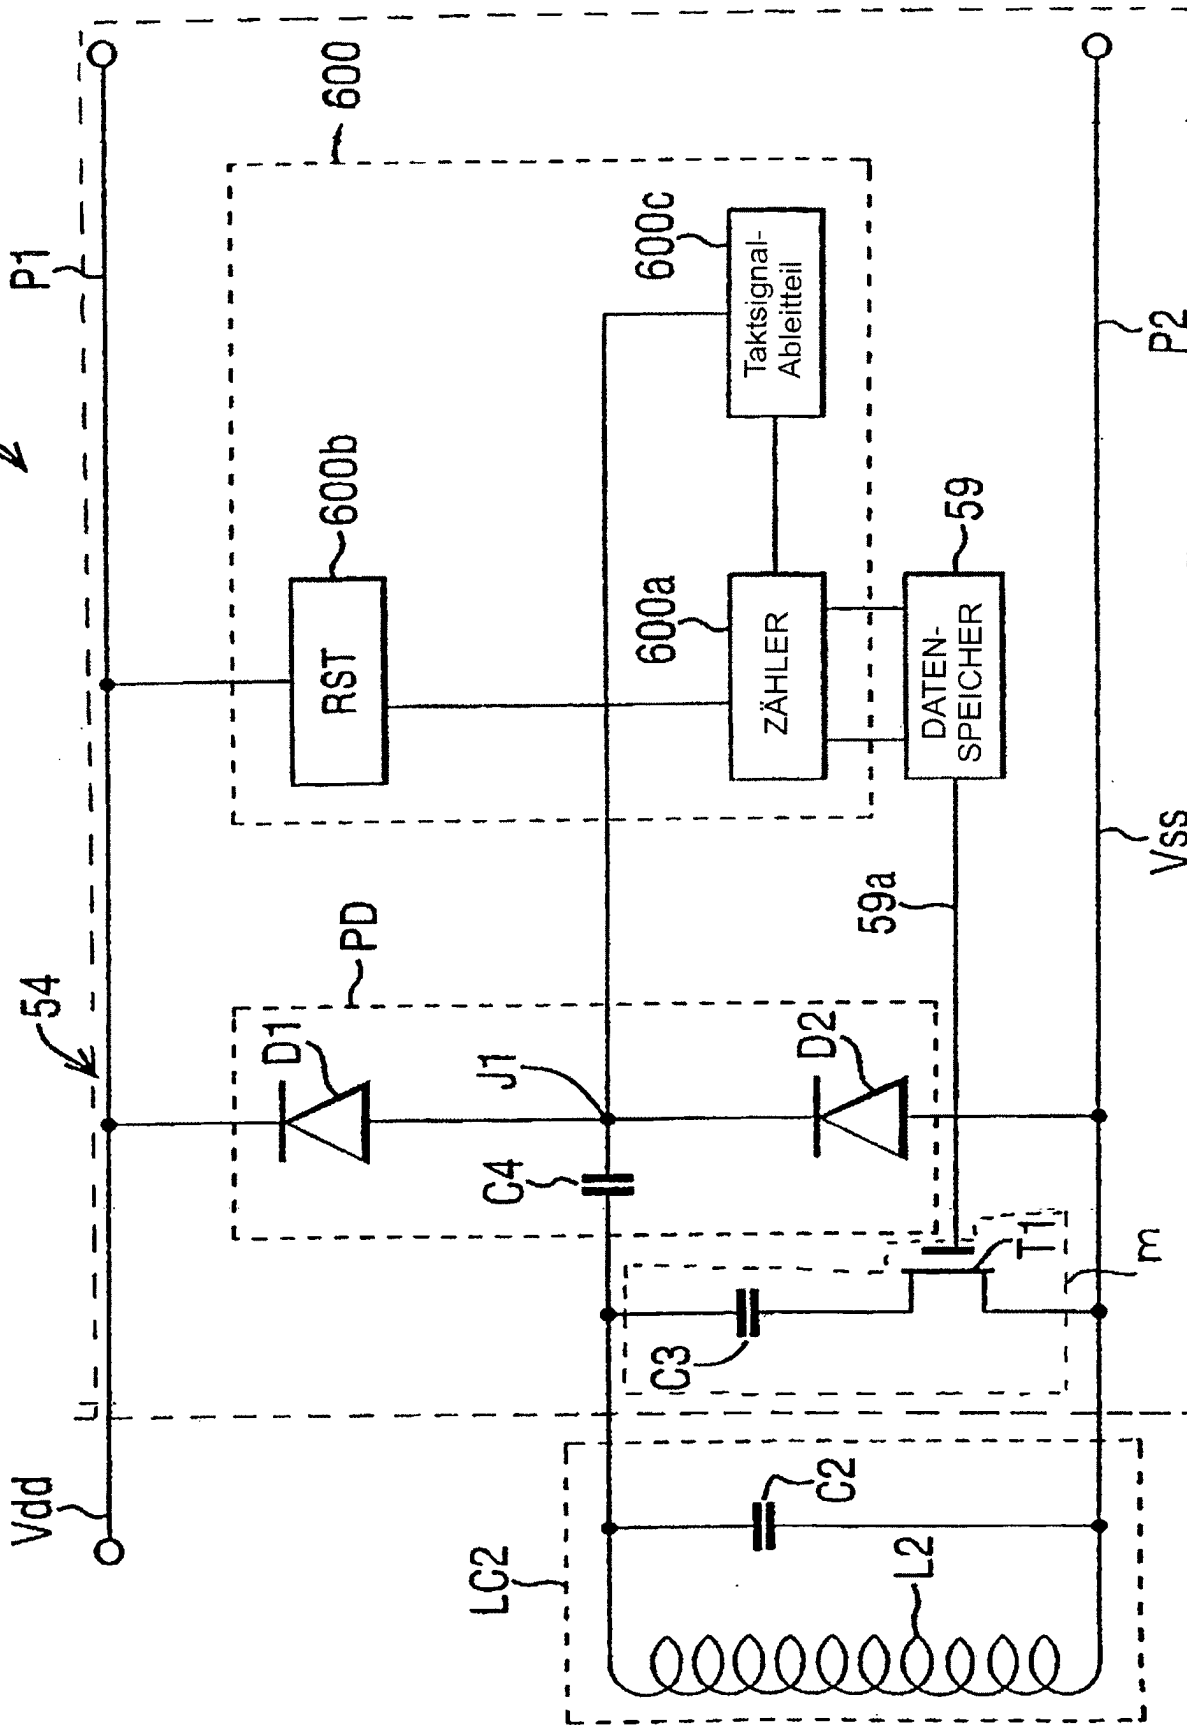 Vdd
54
P1
PD
D1
600
600b
RST
J1
C4
600c
Taktsignal-
Ableitteil
600a
ZÄHLER
LC2
C2
L2
C3
D2
T1
m
59
DATEN-
SPEICHER
59a
Vss
P2